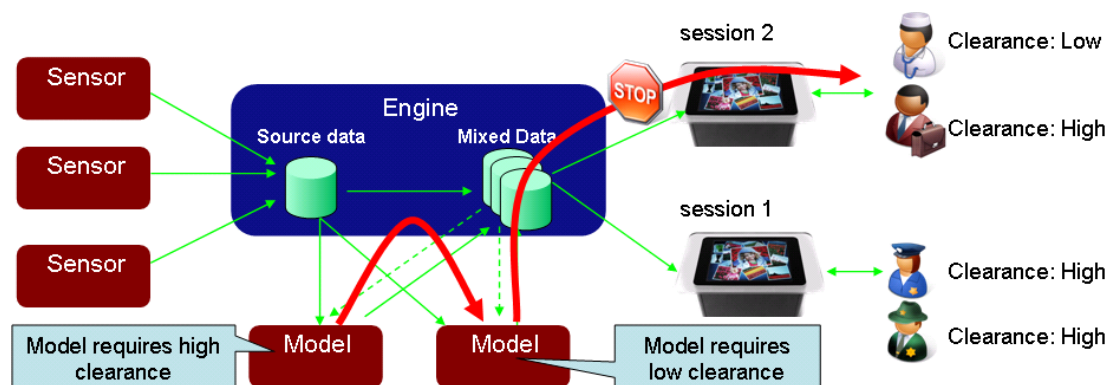 session 2
Clearance: Low
Sensor
STOP
Engine
Source data
Mixed Data
Clearance: High
Sensor
session 1
Sensor
Clearance: High
Model requires high
clearance
Model
Model
Model requires
low clearance
Clearance: High